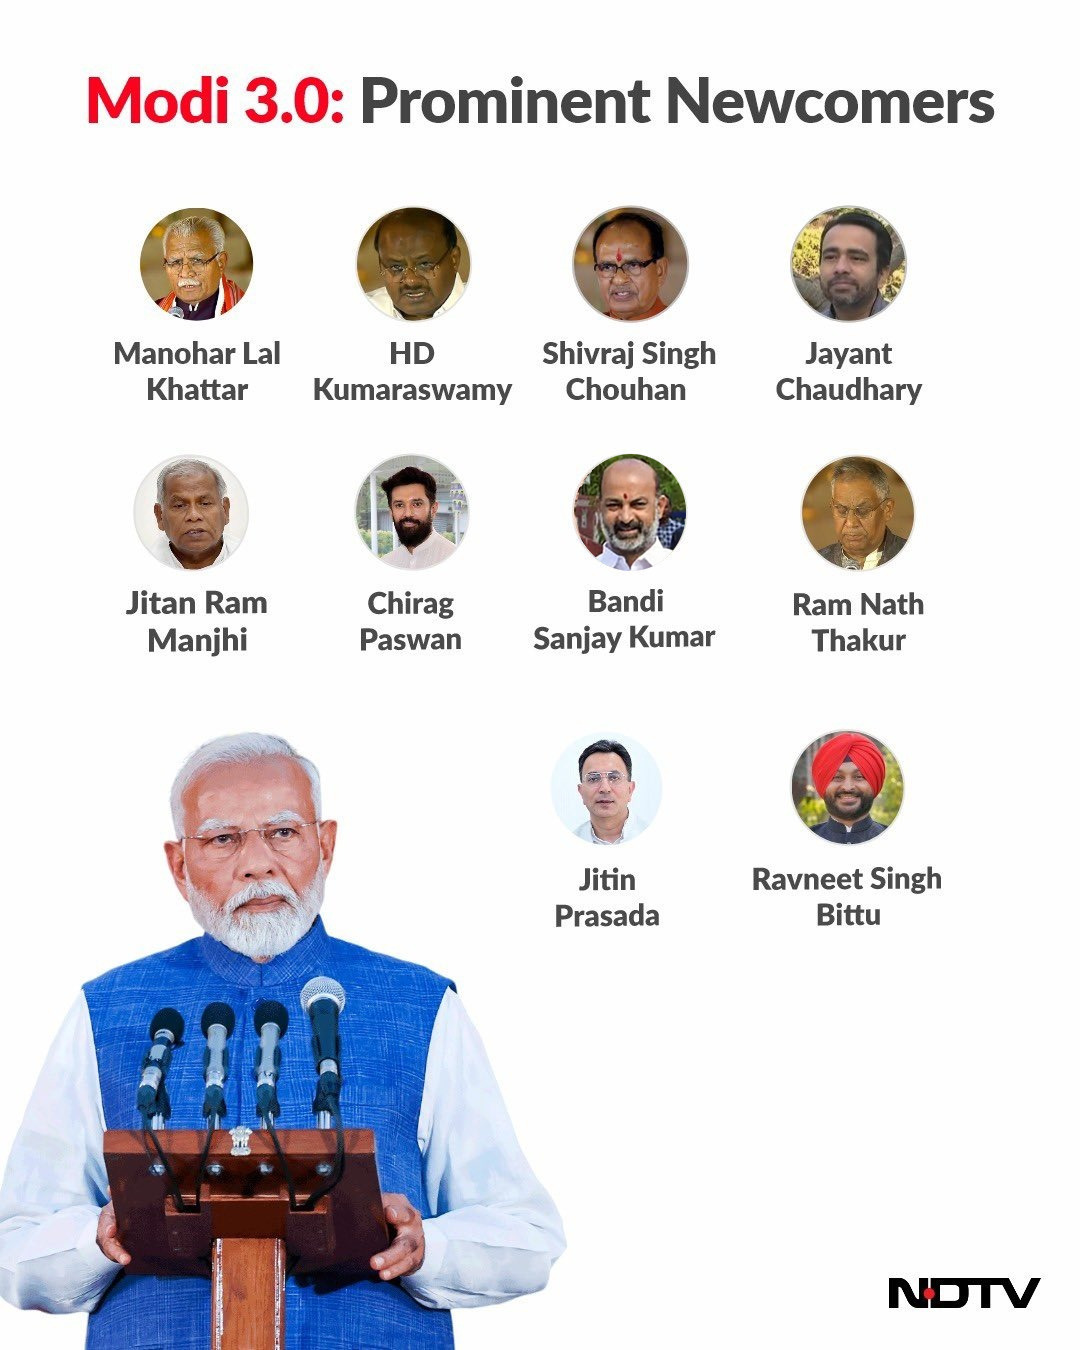 Modi 3.0: Prominent Newcomers
Manohar Lal
Khattar
HD
Kumaraswamy
Shivraj Singh
Chouhan
Jayant
Chaudhary
Jitan Ram
Manjhi
Chirag
Paswan
Bandi
Sanjay Kumar
Ram Nath
Thakur
Jitin
Prasada
Ravneet Singh
Bittu
NDTV